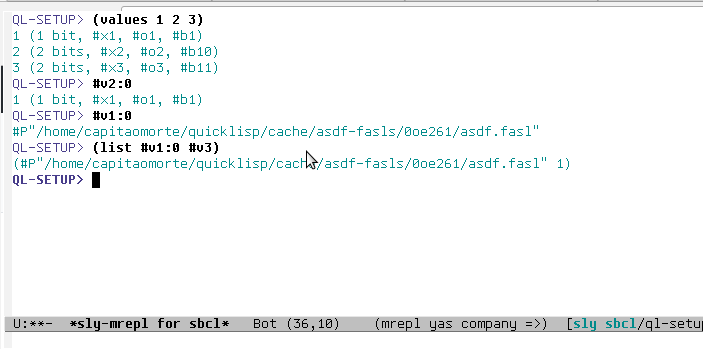 QL-SETUP> (values 1 2 3)
1 (1 bit, #x1, #o1, #b1)
2 (2 bits, #x2, #o2, #b10)
3 (2 bits, #x3, #o3, #b11)
QL-SETUP> #v2:0
1 (1 bit, #x1, #o1, #b1)
QL-SETUP> #v1:0
#P"/home/capitaomorte/quicklisp/cache/asdf-fasls/0oe261/asdf.fasl"
QL-SETUP> (list #v1:0 #v3)
(#P"/home/capitaomorte/quicklisp/cache/asdf-fasls/0oe261/asdf.fasl" 1)
QL-SETUP>
U:**-  *sly-mrepl for sbcl*   Bot (36,10)    (mrepl yas company =>)  [sly sbcl/ql-setup